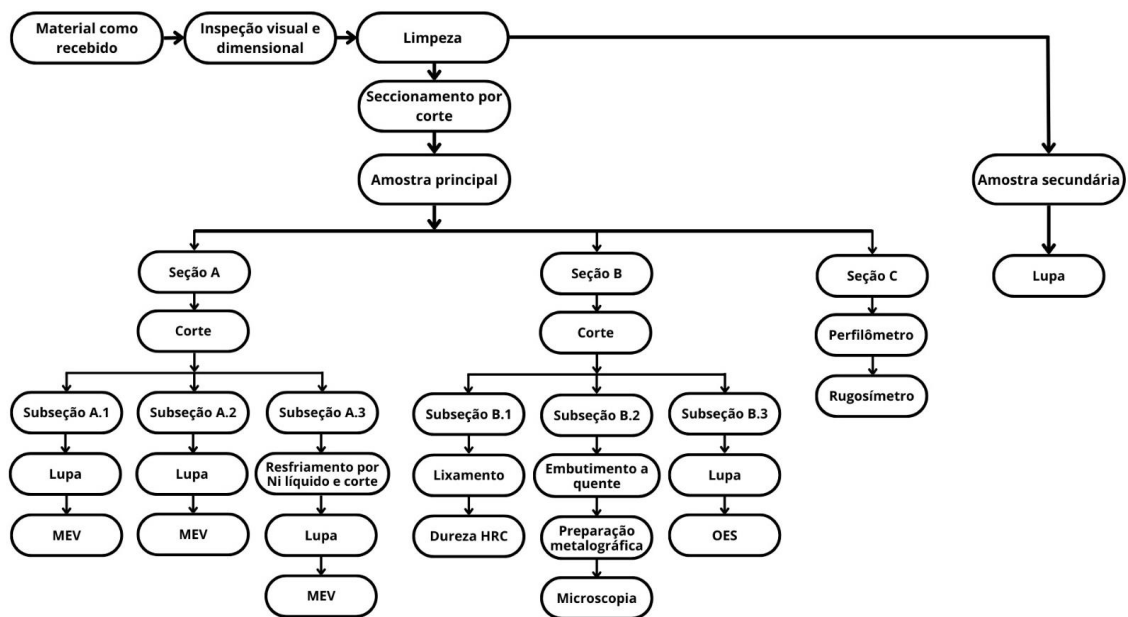 Material como
recebido
Inspeção visual e
dimensional
Limpeza
Seccionamento por
corte
Amostra principal
Amostra secundária
Seção A
Seção B
Seção C
Lupa
Corte
Corte
Perfilômetro
Rugosímetro
Subseção A.1
Subseção A.2
Subseção A.3
Subseção B.1
Subseção B.2
Subseção B.3
Lupa
Lupa
Resfriamento por
Ni líquido e corte
Lixamento
Embutimento a
quente
Lupa
MEV
MEV
Lupa
Dureza HRC
Preparação
metalográfica
OES
MEV
Microscopia